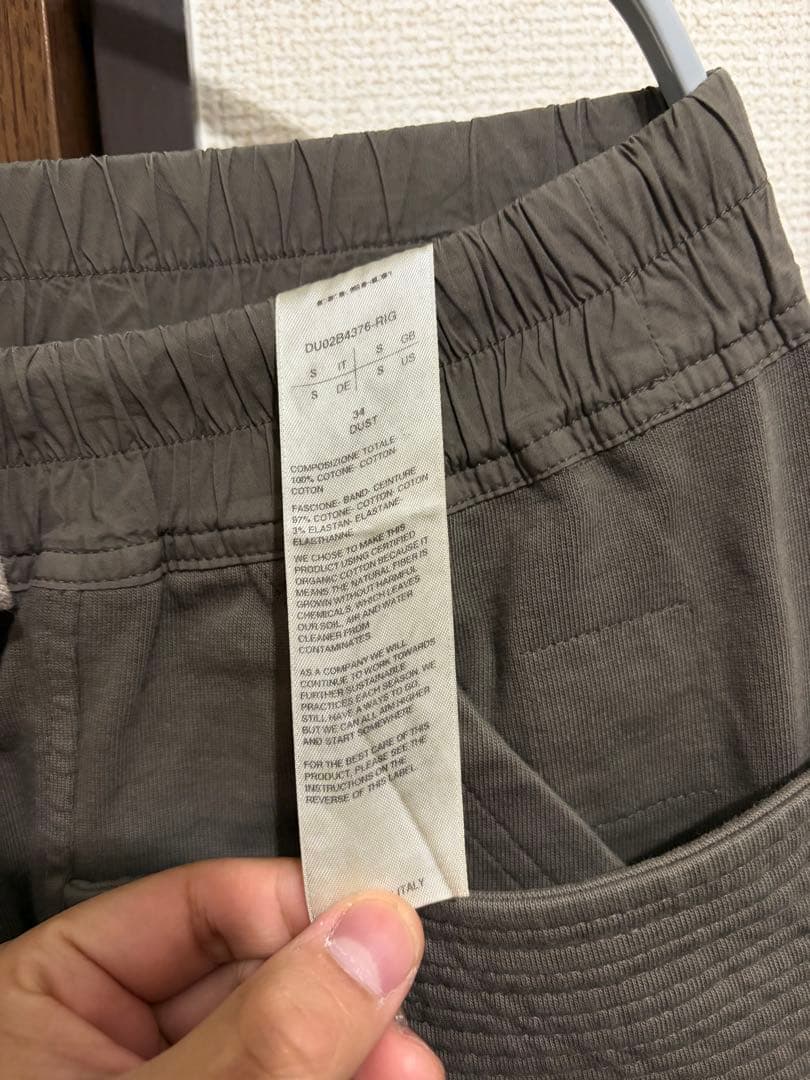 DRKSHDW
DU02B4376-RIG
S IT S GB
S DE S US
34
DUST
COMPOSIZIONE TOTALE
100% COTONE- COTTON-
COTON
FASCIONE- BAND- CEINTURE
97% COTONE- COTTON- COTON
3% ELASTAN- ELASTANE-
ELASTHANNE
WE CHOSE TO MAKE THIS
PRODUCT USING CERTIFIED
ORGANIC COTTON BECAUSE IT
MEANS THE NATURAL FIBER IS
GROWN WITHOUT HARMFUL
CHEMICALS, WHICH LEAVES
OUR SOIL, AIR AND WATER
CLEANER FROM
CONTAMINATES
AS A COMPANY WE WILL
CONTINUE TO WORK TOWARDS
FURTHER SUSTAINABLE
PRACTICES EACH SEASON. WE
STILL HAVE A WAYS TO GO,
BUT WE CAN ALL AIM HIGHER
AND START SOMEWHERE
FOR THE BEST CARE OF THIS
PRODUCT, PLEASE SEE THE
INSTRUCTIONS ON THE
REVERSE OF THIS LABEL.
ITALY